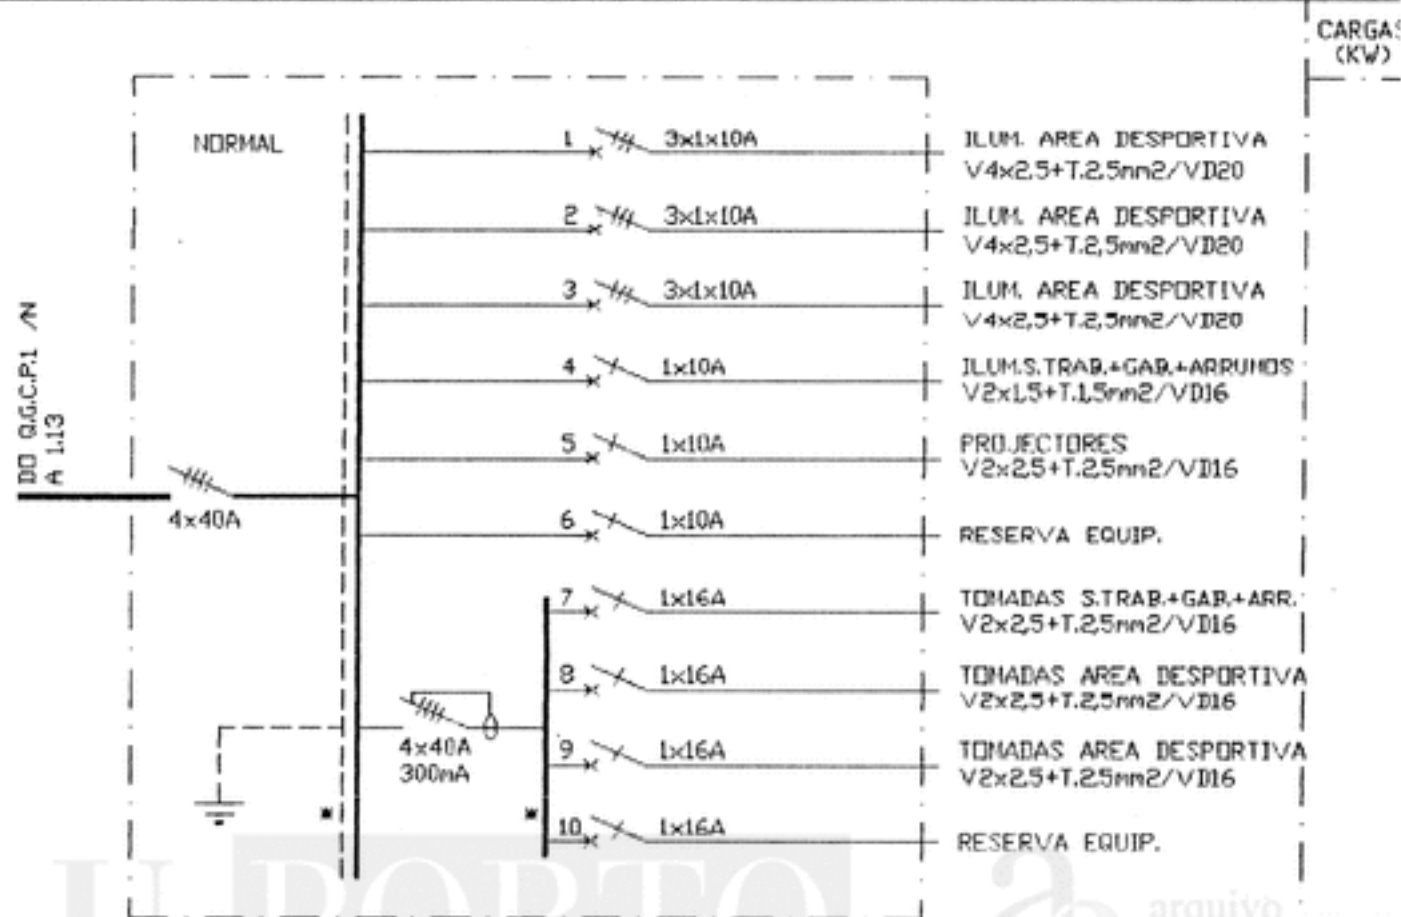 CARGAS
(KW)
NORMAL
1 3x1x10A ILUM. AREA DESPORTIVA
V4x2,5+T.2,5mm2/VD20
2 3x1x10A ILUM. AREA DESPORTIVA
V4x2,5+T.2,5mm2/VD20
3 3x1x10A ILUM. AREA DESPORTIVA
V4x2,5+T.2,5mm2/VD20
4 1x10A ILUM.S.TRAB.+GAB.+ARRUMOS
V2x1,5+T.1,5mm2/VD16
5 1x10A PROJECTORES
V2x2,5+T.2,5mm2/VD16
DO Q.G.C.P.1 /N
A 1.13
4x40A
6 1x10A RESERVA EQUIP.
7 1x16A TOMADAS S.TRAB.+GAB.+ARR.
V2x2,5+T.2,5mm2/VD16
8 1x16A TOMADAS AREA DESPORTIVA
V2x2,5+T.2,5mm2/VD16
4x40A
300mA
9 1x16A TOMADAS AREA DESPORTIVA
V2x2,5+T.2,5mm2/VD16
10 1x16A RESERVA EQUIP.
U. PORTO
arquivo